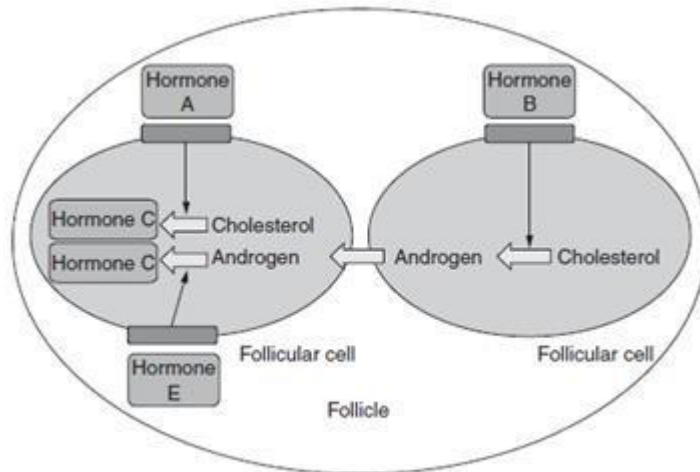 Hormone
A
Hormone
B
Hormone C
Cholesterol
Hormone C
Androgen
Androgen
Cholesterol
Follicular cell
Follicular cell
Hormone
E
Follicle